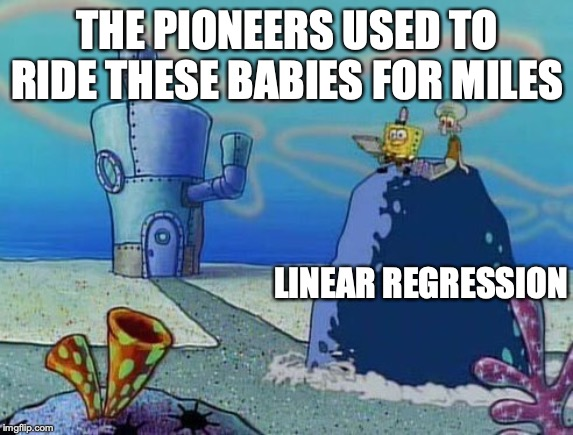 THE PIONEERS USED TO
RIDE THESE BABIES FOR MILES
LINEAR REGRESSION
imgflip.com